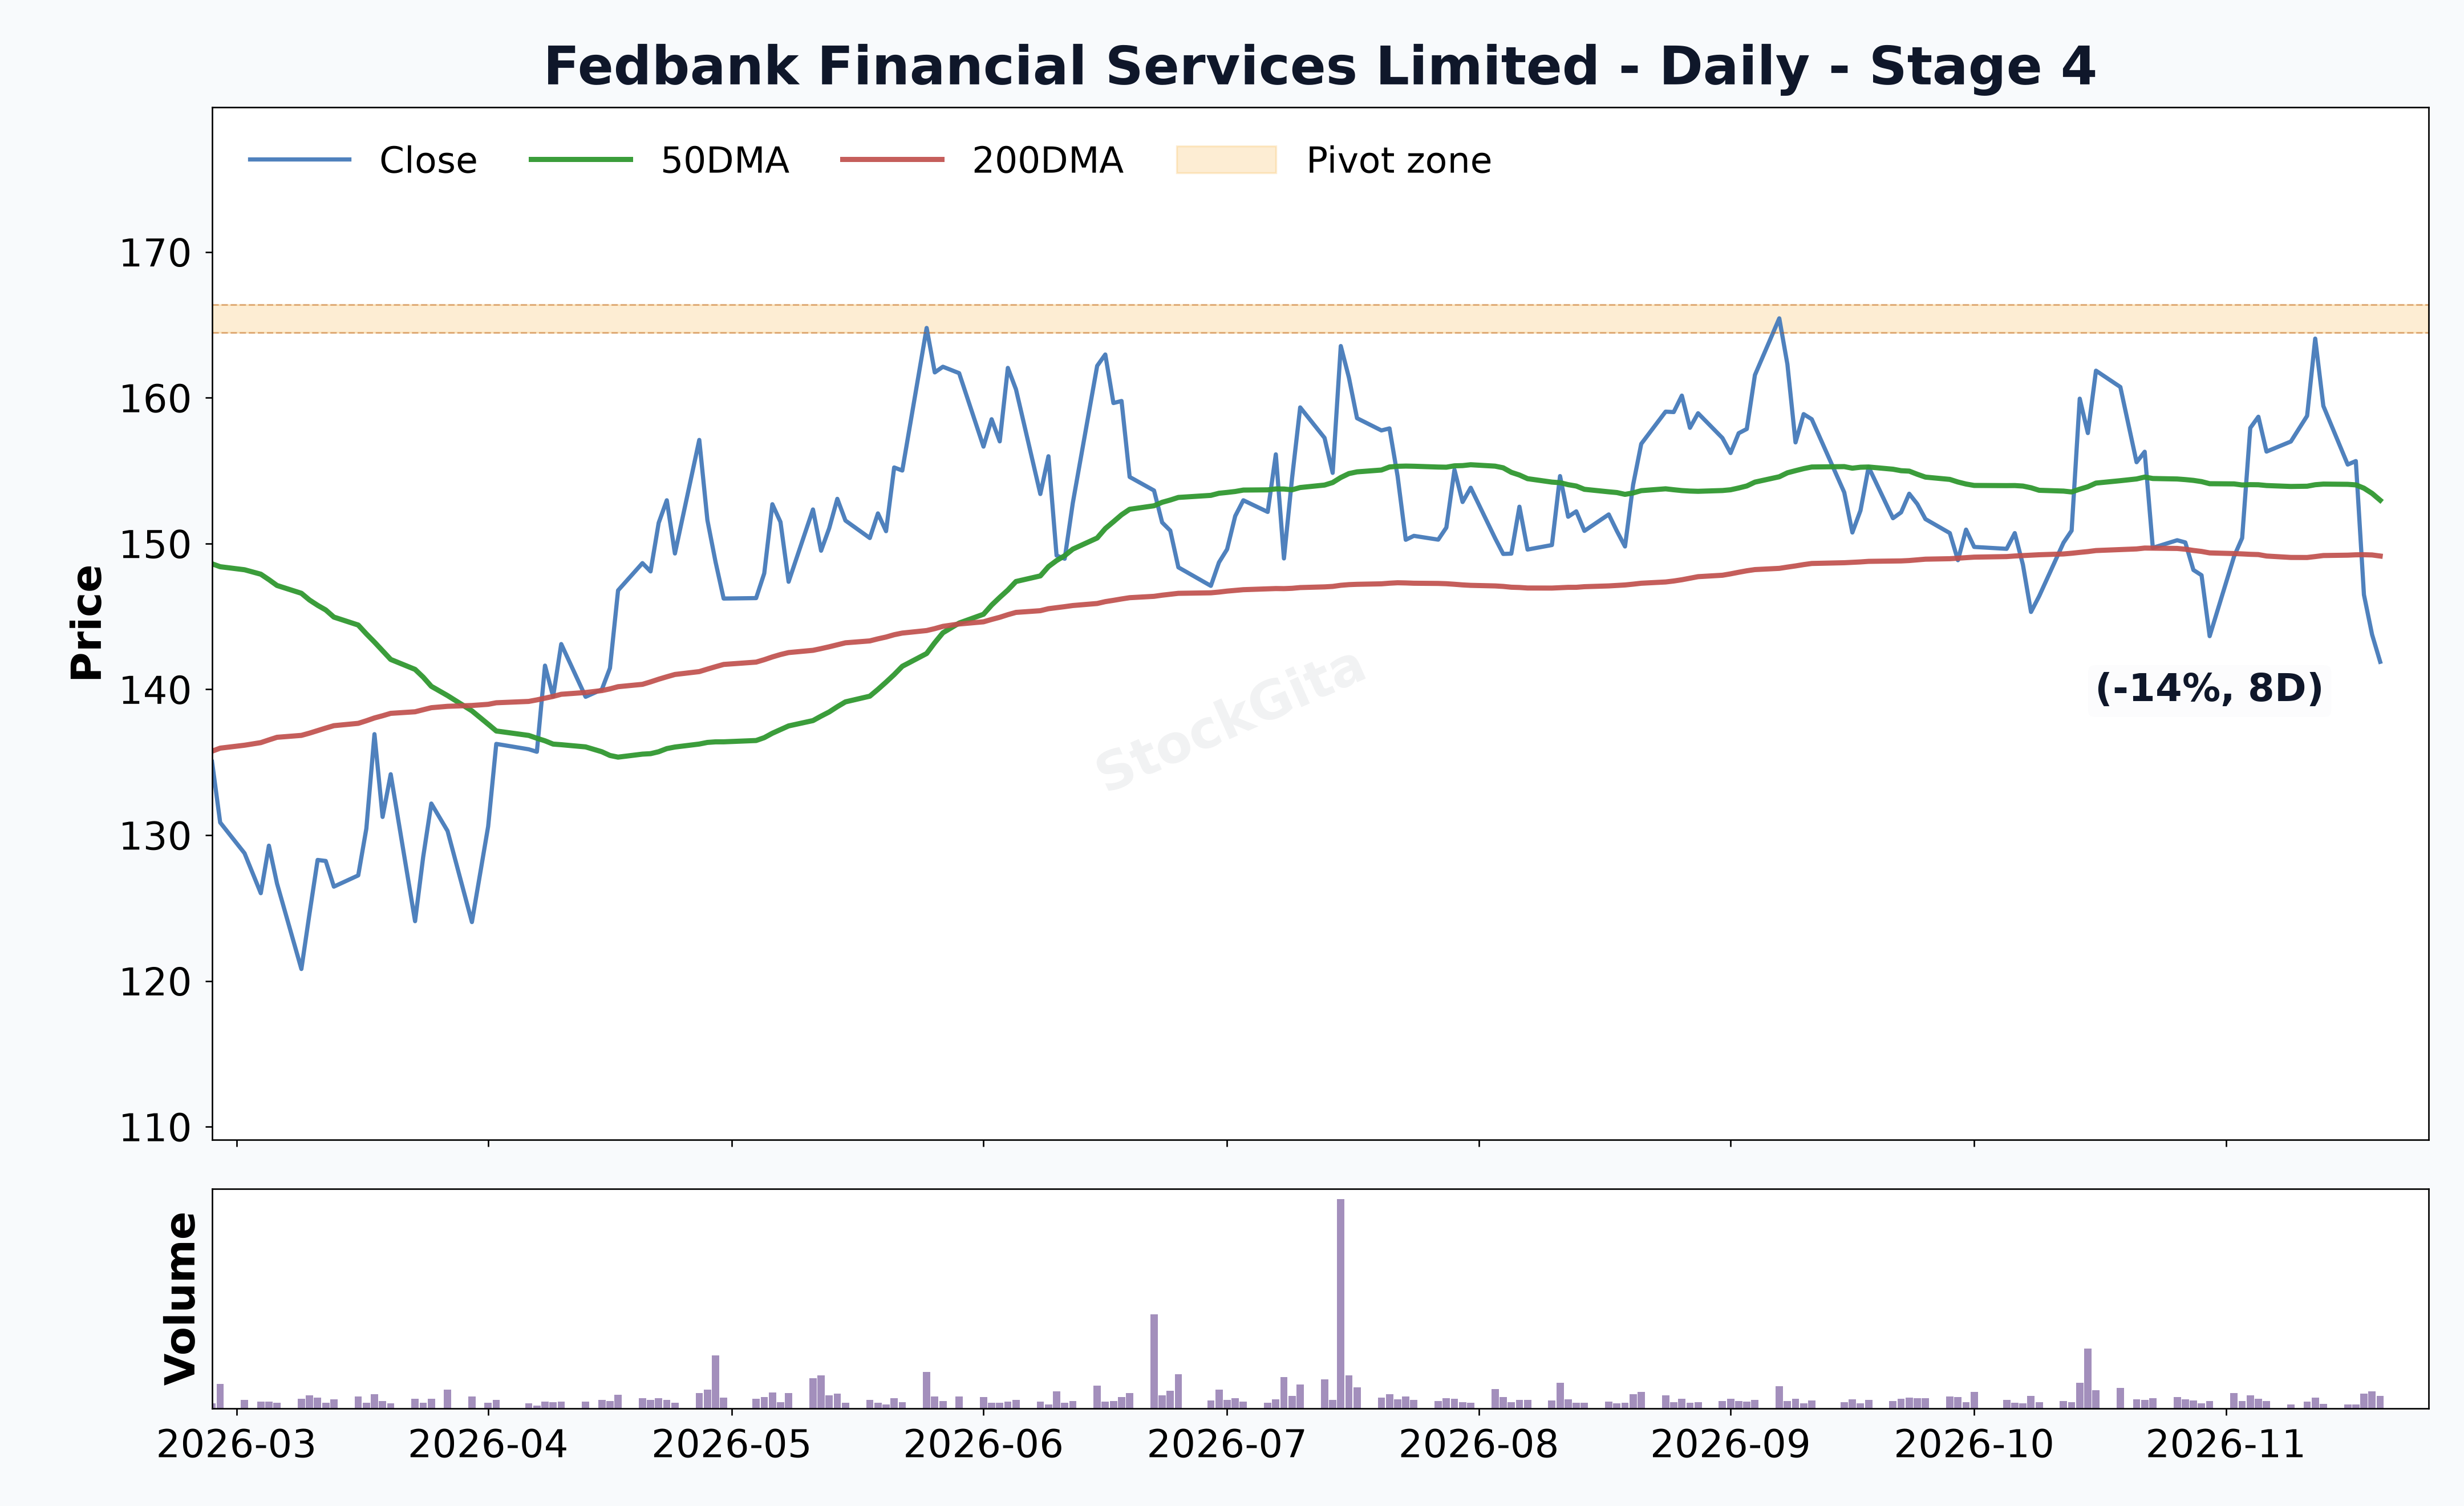 Fedbank Financial Services Limited - Daily - Stage 4
Close 50DMA 200DMA Pivot zone
Price
170
160
150
140
130
120
110
(-14%, 8D)
StockGita
Volume
2026-03 2026-04 2026-05 2026-06 2026-07 2026-08 2026-09 2026-10 2026-11